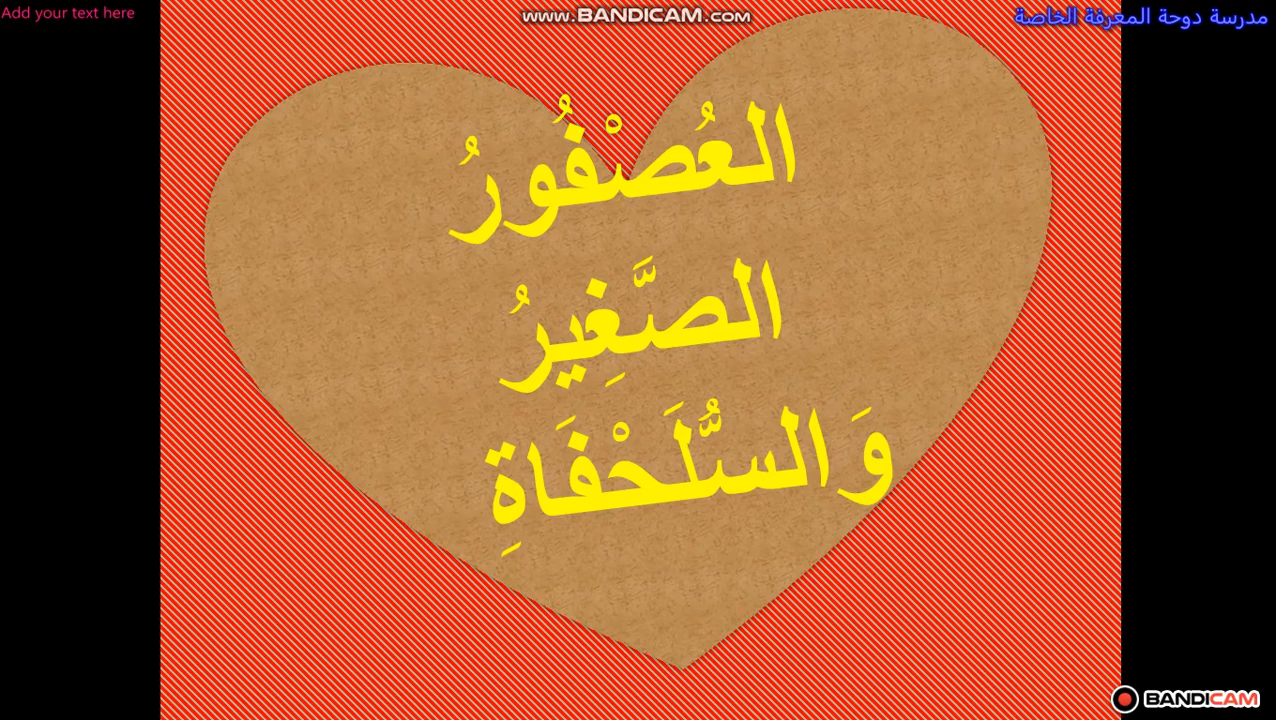 Add your text here
www.BANDICAM.com
مدرسة دوحة المعرفة الخاصة
العُصْفُورُ
الصَّغِيرُ
وَ السُّلَحْفَاةِ
BANDICAM